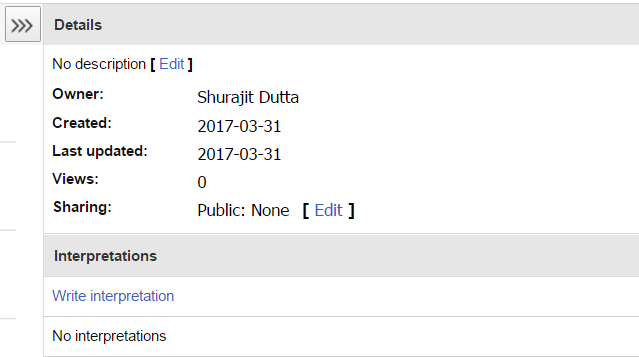 Details
No description [ Edit ]
Owner: Shurajit Dutta
Created: 2017-03-31
Last updated: 2017-03-31
Views: 0
Sharing: Public: None [ Edit ]
Interpretations
Write interpretation
No interpretations